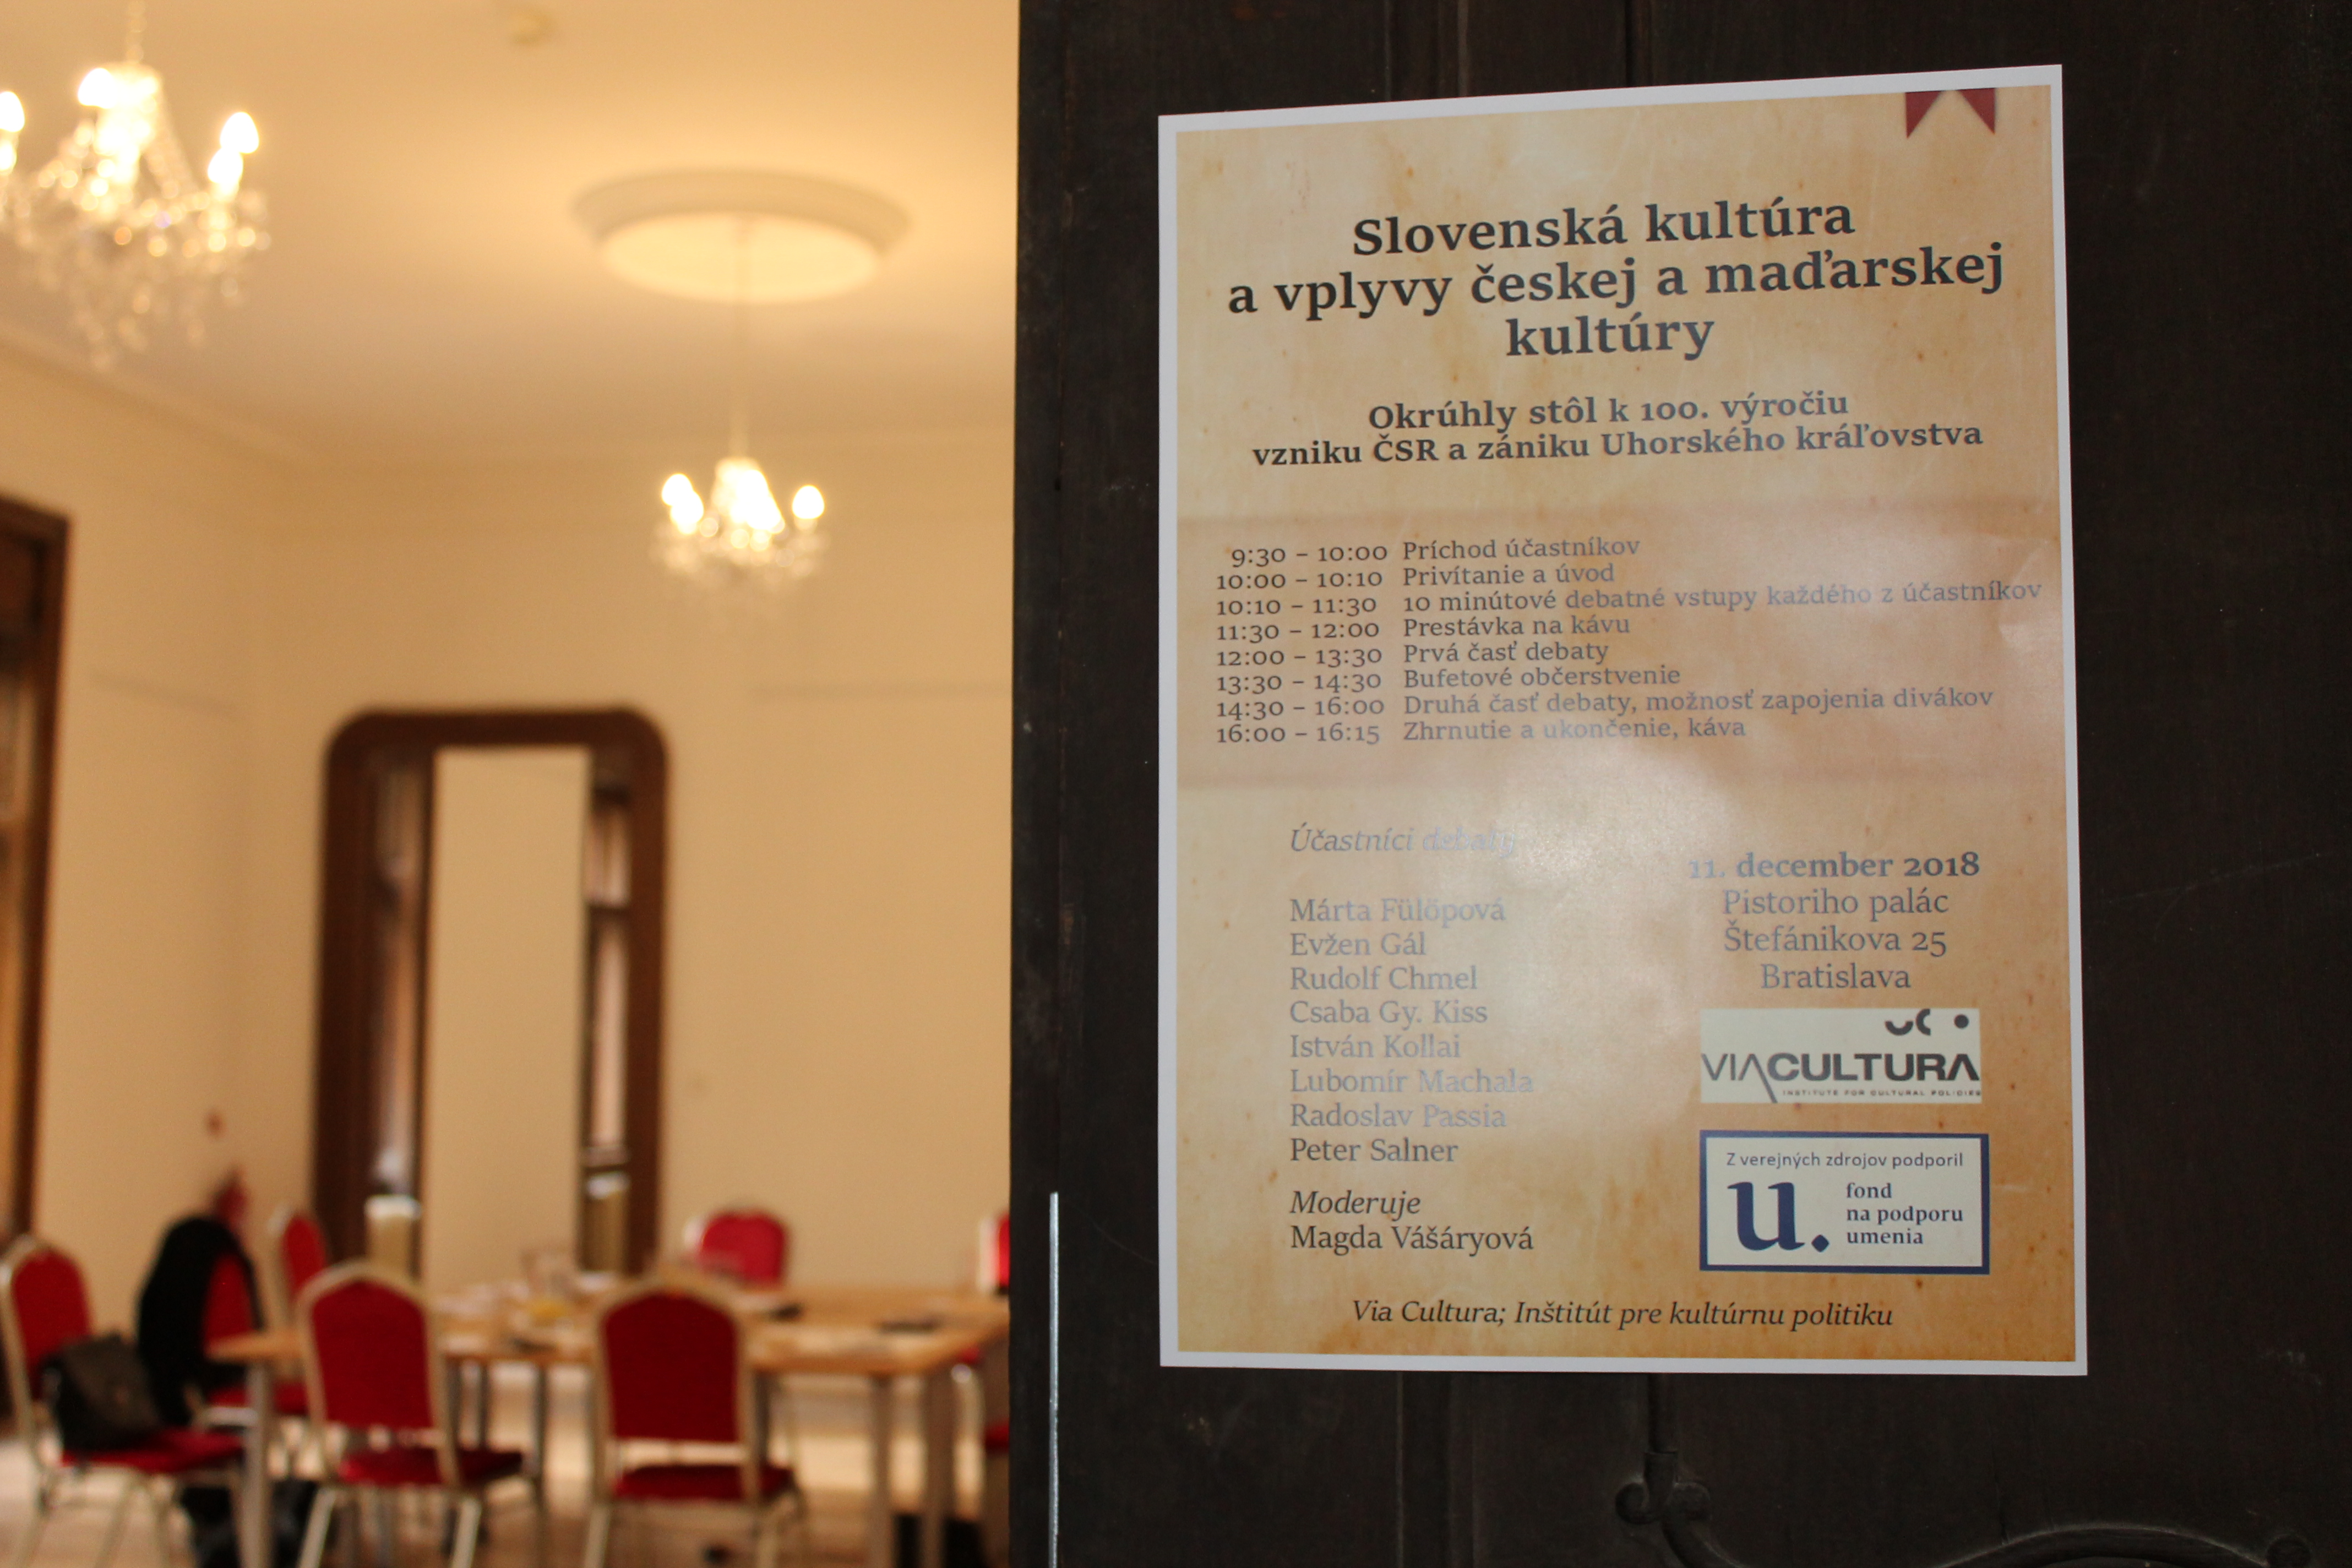 Slovenská kultúra
a vplyvy českej a maďarskej
kultúry
Okrúhly stôl k 100. výročiu
vzniku ČSR a zániku Uhorského kráľovstva
9:30 – 10:00 Príchod účastníkov
10:00 – 10:10 Privítanie a úvod
10:10 – 11:30 10 minútové debatné vstupy každého z účastníkov
11:30 – 12:00 Prestávka na kávu
12:00 – 13:30 Prvá časť debaty
13:30 – 14:30 Bufetové občerstvenie
14:30 – 16:00 Druhá časť debaty, možnosť zapojenia divákov
16:00 – 16:15 Zhrnutie a ukončenie, káva
Účastníci debaty
Márta Fülöpová
Evžen Gál
Rudolf Chmel
Csaba Gy. Kiss
István Kollai
Lubomír Machala
Radoslav Passia
Peter Salner
Moderuje
Magda Vášáryová
11. december 2018
Pistoriho palác
Štefánikova 25
Bratislava
VIACULTURA
INSTITUTE FOR CULTURAL POLICIES
Z verejných zdrojov podporil
u.
fond
na podporu
umenia
Via Cultura; Inštitút pre kultúrnu politiku